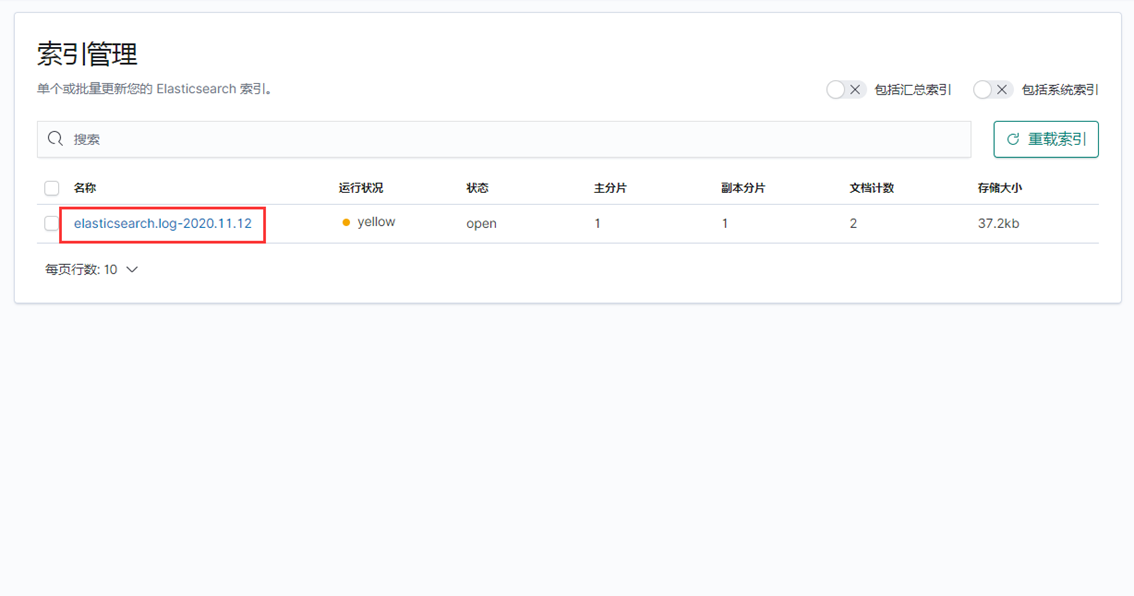 索引管理
单个或批量更新您的 Elasticsearch 索引。
包括汇总索引 包括系统索引
搜索 重载索引
名称 运行状况 状态 主分片 副本分片 文档计数 存储大小
elasticsearch.log-2020.11.12 yellow open 1 1 2 37.2kb
每页行数: 10